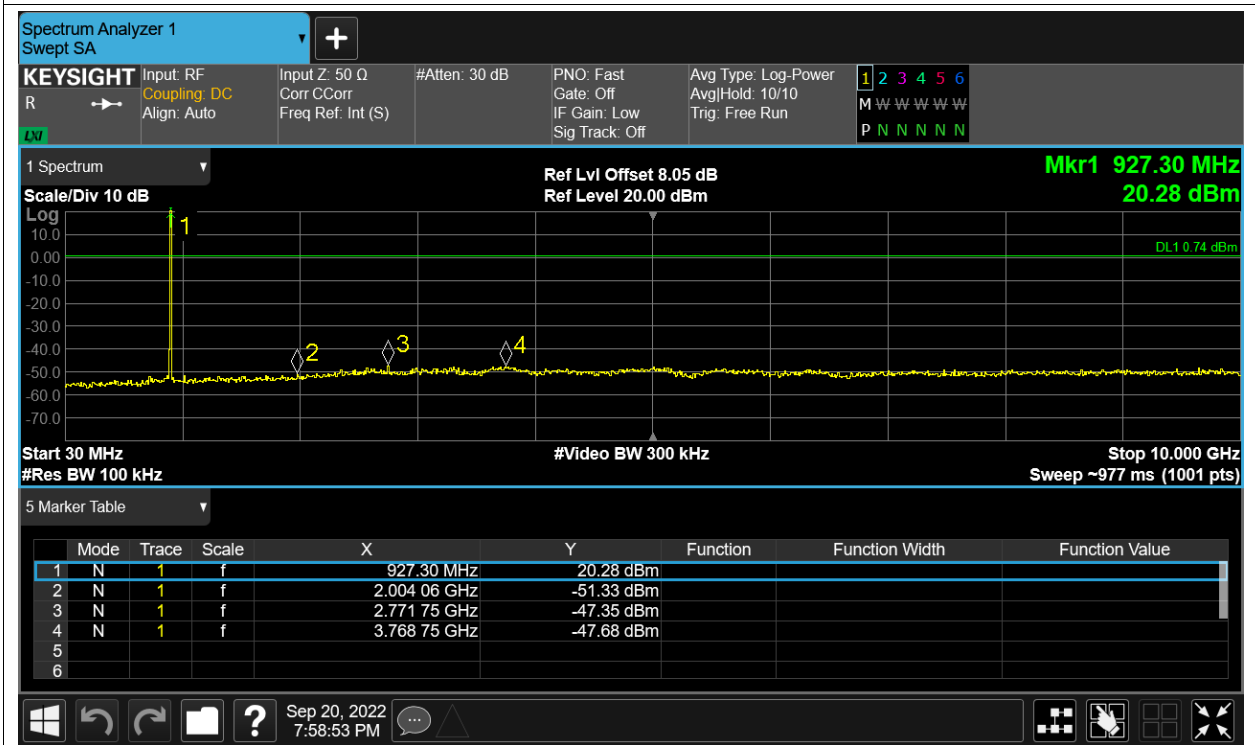 Spectrum Analyzer 1
Swept SA
KEYSIGHT
R
LXI
Input: RF
Coupling: DC
Align: Auto
Input Z: 50 Ω
Corr CCorr
Freq Ref: Int (S)
#Atten: 30 dB
PNO: Fast
Gate: Off
IF Gain: Low
Sig Track: Off
Avg Type: Log-Power
Avg|Hold: 10/10
Trig: Free Run
1 2 3 4 5 6
M W W W W W W
P N N N N N N
1 Spectrum
Scale/Div 10 dB
Ref Lvl Offset 8.05 dB
Ref Level 20.00 dBm
Mkr1 927.30 MHz
20.28 dBm
Log
10.0
0.00
-10.0
-20.0
-30.0
-40.0
-50.0
-60.0
-70.0
1
2
3
4
DL1 0.74 dBm
Start 30 MHz
#Res BW 100 kHz
#Video BW 300 kHz
Stop 10.000 GHz
Sweep ~977 ms (1001 pts)
5 Marker Table
Mode Trace Scale X Y Function Function Width Function Value
1 N 1 f 927.30 MHz 20.28 dBm
2 N 1 f 2.004 06 GHz -51.33 dBm
3 N 1 f 2.771 75 GHz -47.35 dBm
4 N 1 f 3.768 75 GHz -47.68 dBm
5
6
?
Sep 20, 2022
7:58:53 PM